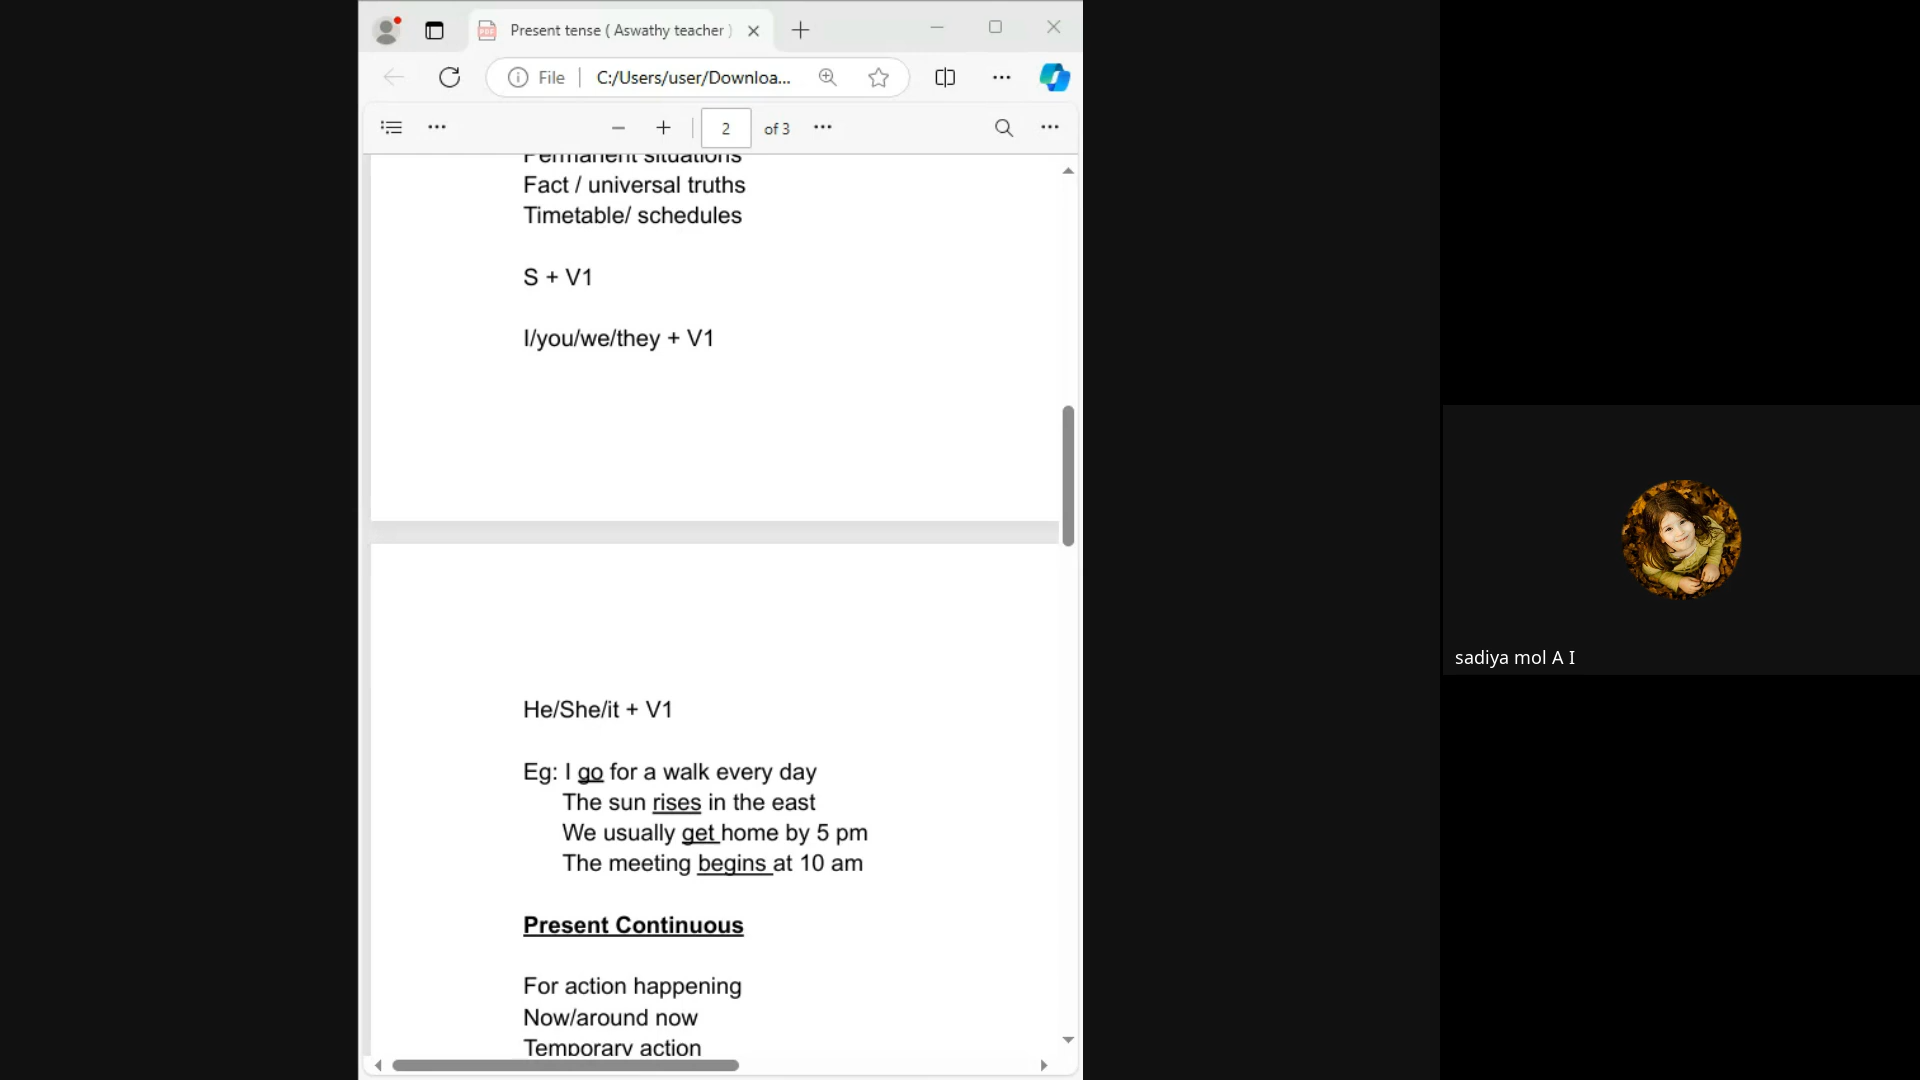 Present tense ( Aswathy teacher )
File
C:/Users/user/Downloa...
2 of 3
Permanent situations
Fact / universal truths
Timetable/ schedules
S + V1
I/you/we/they + V1
He/She/it + V1
Eg: I go for a walk every day
The sun rises in the east
We usually get home by 5 pm
The meeting begins at 10 am
Present Continuous
For action happening
Now/around now
Temporary action
sadiya mol A I